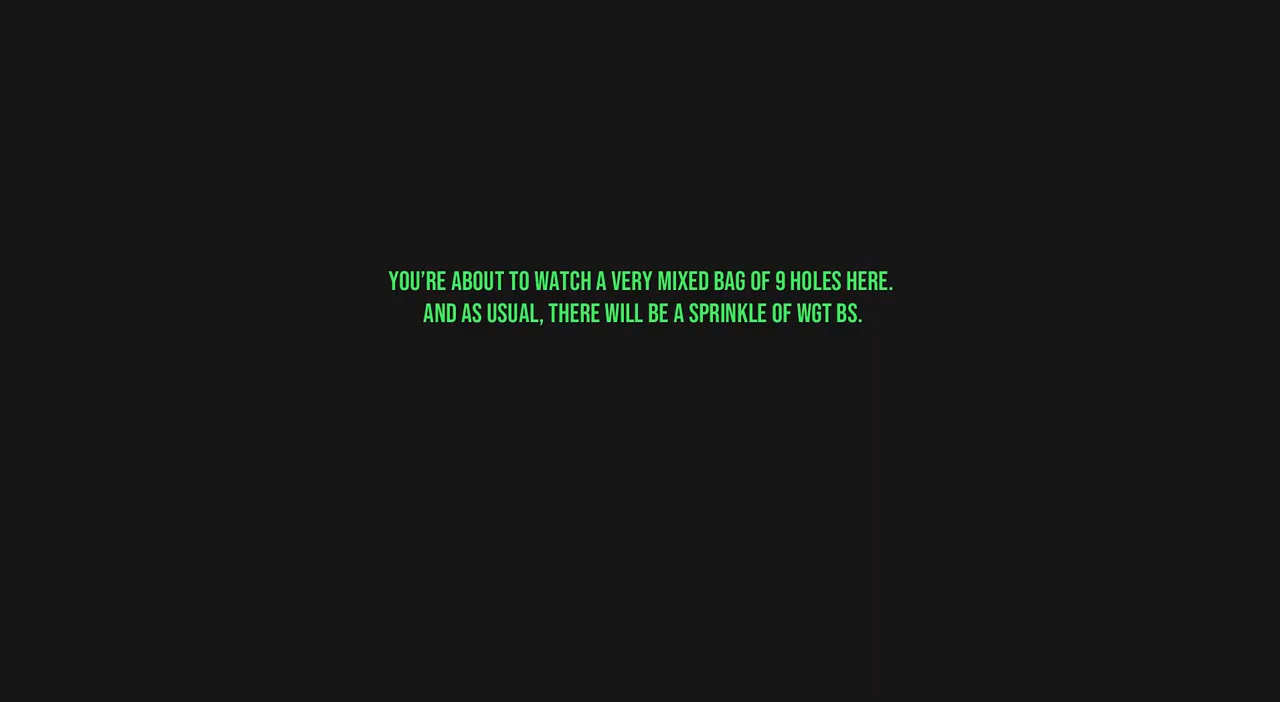 YOU’RE ABOUT TO WATCH A VERY MIXED BAG OF 9 HOLES HERE.
AND AS USUAL, THERE WILL BE A SPRINKLE OF WGT BS.